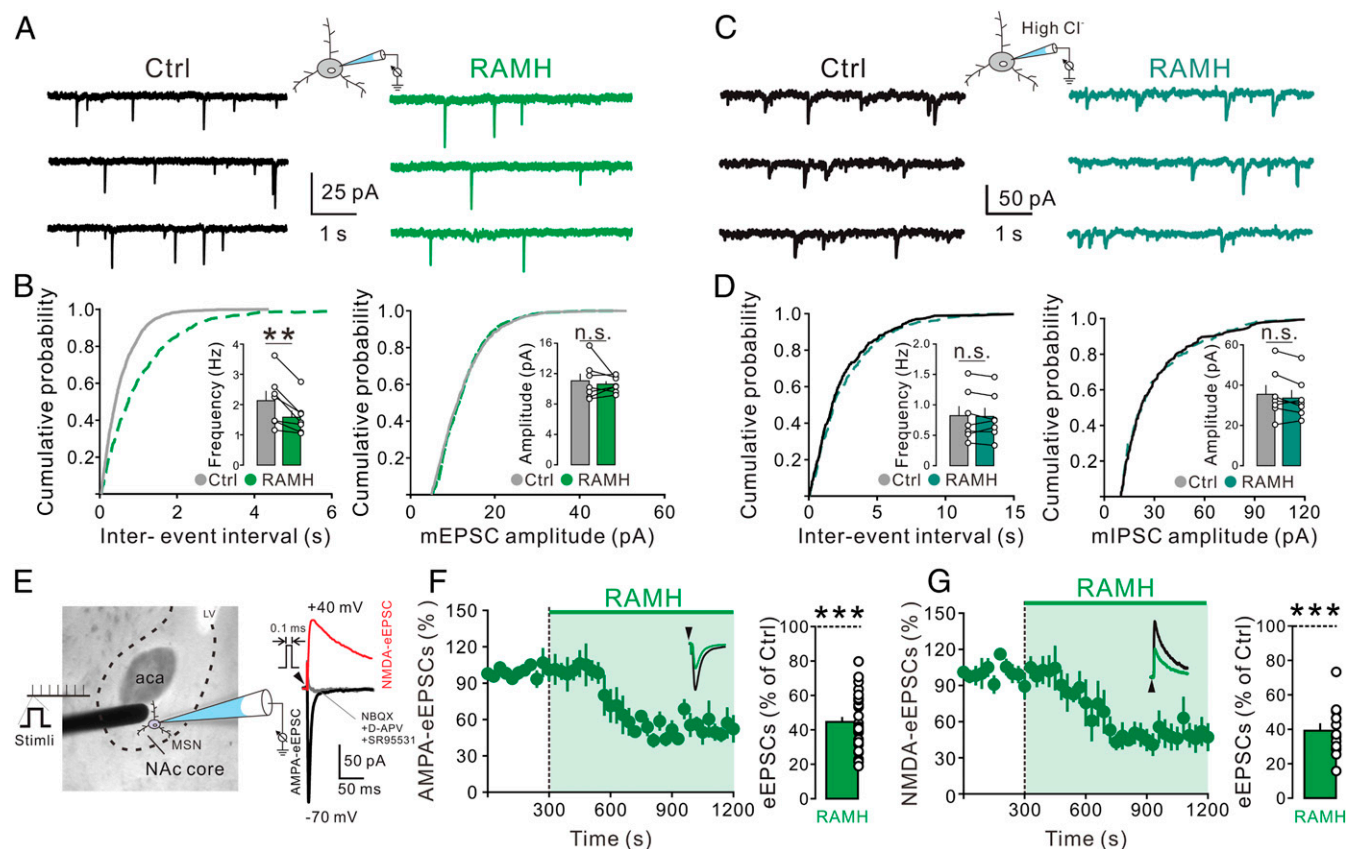 A
Ctrl
RAMH
25 pA
1 s
C
Ctrl
High Cl-
RAMH
50 pA
1 s
B
Cumulative probability
1.0
0.8
0.6
0.4
0.2
0
2
4
6
Inter- event interval (s)
Frequency (Hz)
4
3
2
1
0
**
Ctrl
RAMH
Cumulative probability
1.0
0.8
0.6
0.4
0.2
0
20
40
60
mEPSC amplitude (pA)
Amplitude (pA)
16
12
8
4
0
n.s.
Ctrl
RAMH
D
Cumulative probability
1.0
0.8
0.6
0.4
0.2
0
5
10
15
Inter-event interval (s)
Frequency (Hz)
2.0
1.5
1.0
0.5
0.0
n.s.
Ctrl
RAMH
Cumulative probability
1.0
0.8
0.6
0.4
0.2
0
30
60
90
120
mIPSC amplitude (pA)
Amplitude (pA)
60
40
20
0
n.s.
Ctrl
RAMH
E
Stimli
LV
aca
MSN
NAc core
0.1 ms
+40 mV
NMDA-eEPSC
AMPA-eEPSC
NBQX
+D-APV
+SR95531
50 pA
50 ms
-70 mV
F
RAMH
AMPA-eEPSCs (%)
150
120
90
60
30
0
0
300
600
900
1200
Time (s)
eEPSCs (% of Ctrl)
100
80
60
40
20
0
***
RAMH
G
RAMH
NMDA-eEPSCs (%)
150
120
90
60
30
0
0
300
600
900
1200
Time (s)
eEPSCs (% of Ctrl)
100
80
60
40
20
0
***
RAMH